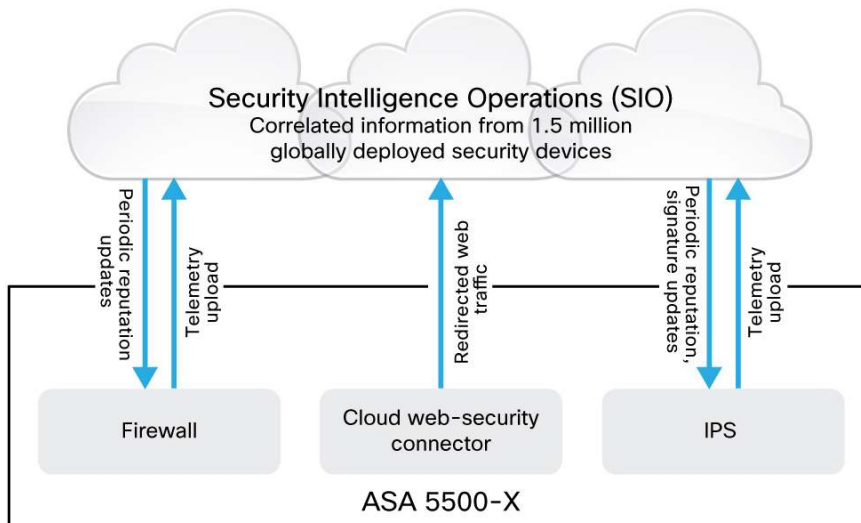 Security Intelligence Operations (SIO)
Correlated information from 1.5 million
globally deployed security devices
Periodic reputation
updates
Telemetry
upload
Redirected web
traffic
Periodic reputation,
signature updates
Telemetry
upload
Firewall
Cloud web-security
connector
IPS
ASA 5500-X